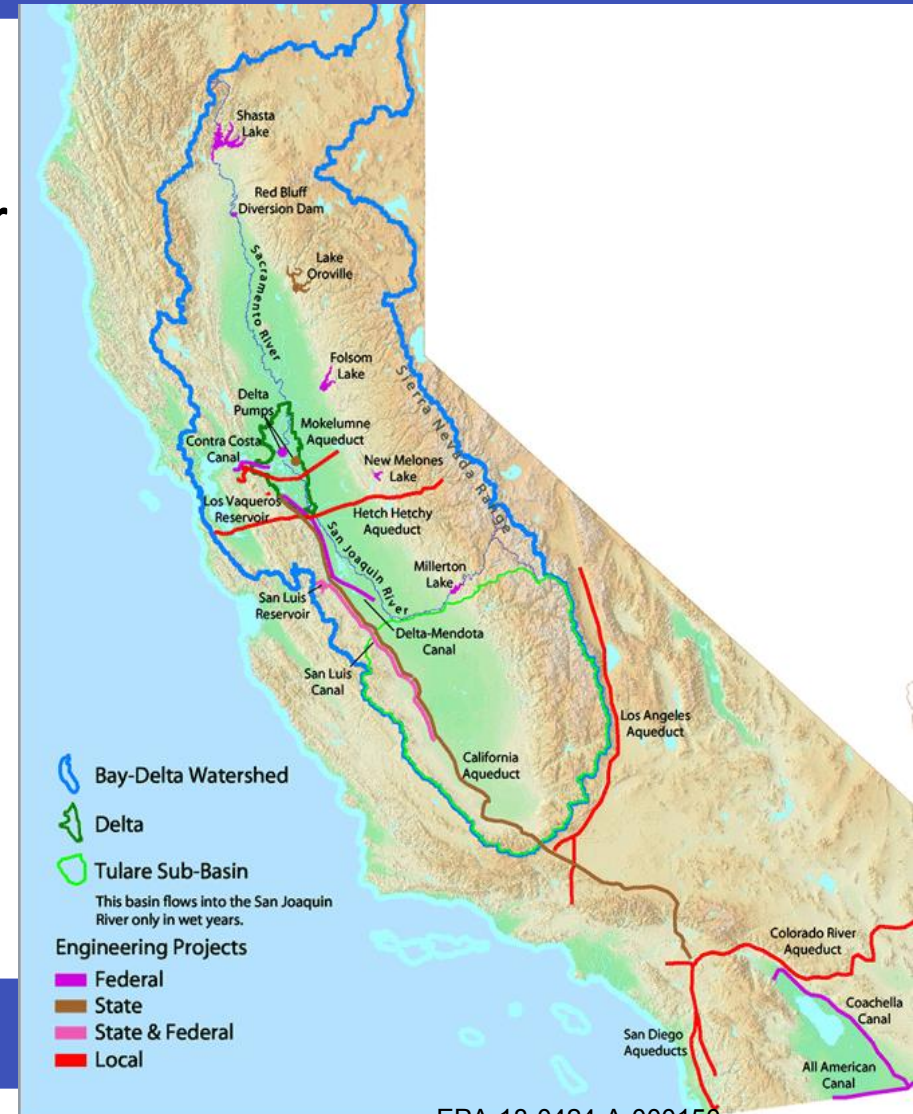 r
Shasta
Lake
Red Bluff
Diversion Dam
Sacramento River
Lake
Oroville
Folsom
Lake
Sierra Nevada Range
Delta
Pumps
Mokelumne
Aqueduct
Contra Costa
Canal
New Melones
Lake
Los Vaqueros
Reservoir
Hetch Hetchy
Aqueduct
San Joaquin River
Millerton
Lake
San Luis
Reservoir
Delta-Mendota
Canal
San Luis
Canal
Los Angeles
Aqueduct
California
Aqueduct
Bay-Delta Watershed
Delta
Tulare Sub-Basin
This basin flows into the San Joaquin
River only in wet years.
Engineering Projects
Federal
State
State & Federal
Local
Colorado River
Aqueduct
Coachella
Canal
San Diego
Aqueducts
All American
Canal